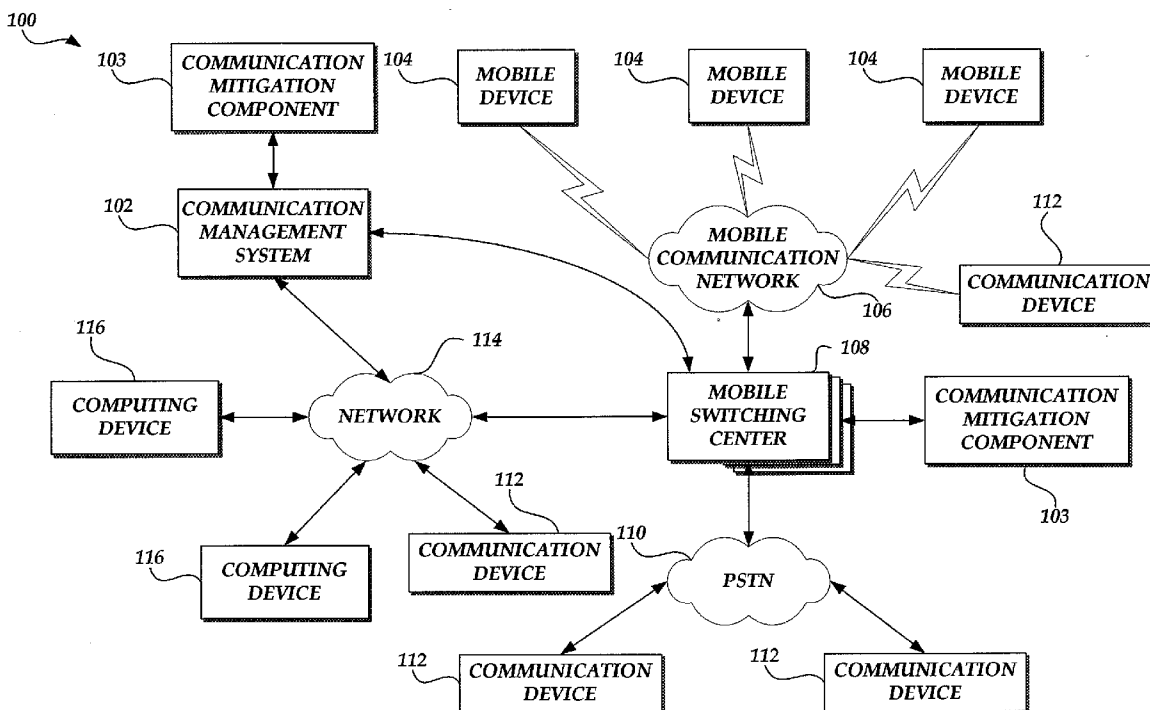 100
103
COMMUNICATION
MITIGATION
COMPONENT
104
MOBILE
DEVICE
104
MOBILE
DEVICE
104
MOBILE
DEVICE
102
COMMUNICATION
MANAGEMENT
SYSTEM
MOBILE
COMMUNICATION
NETWORK
106
112
COMMUNICATION
DEVICE
116
COMPUTING
DEVICE
114
NETWORK
108
MOBILE
SWITCHING
CENTER
COMMUNICATION
MITIGATION
COMPONENT
103
116
COMPUTING
DEVICE
112
COMMUNICATION
DEVICE
110
PSTN
112
COMMUNICATION
DEVICE
112
COMMUNICATION
DEVICE